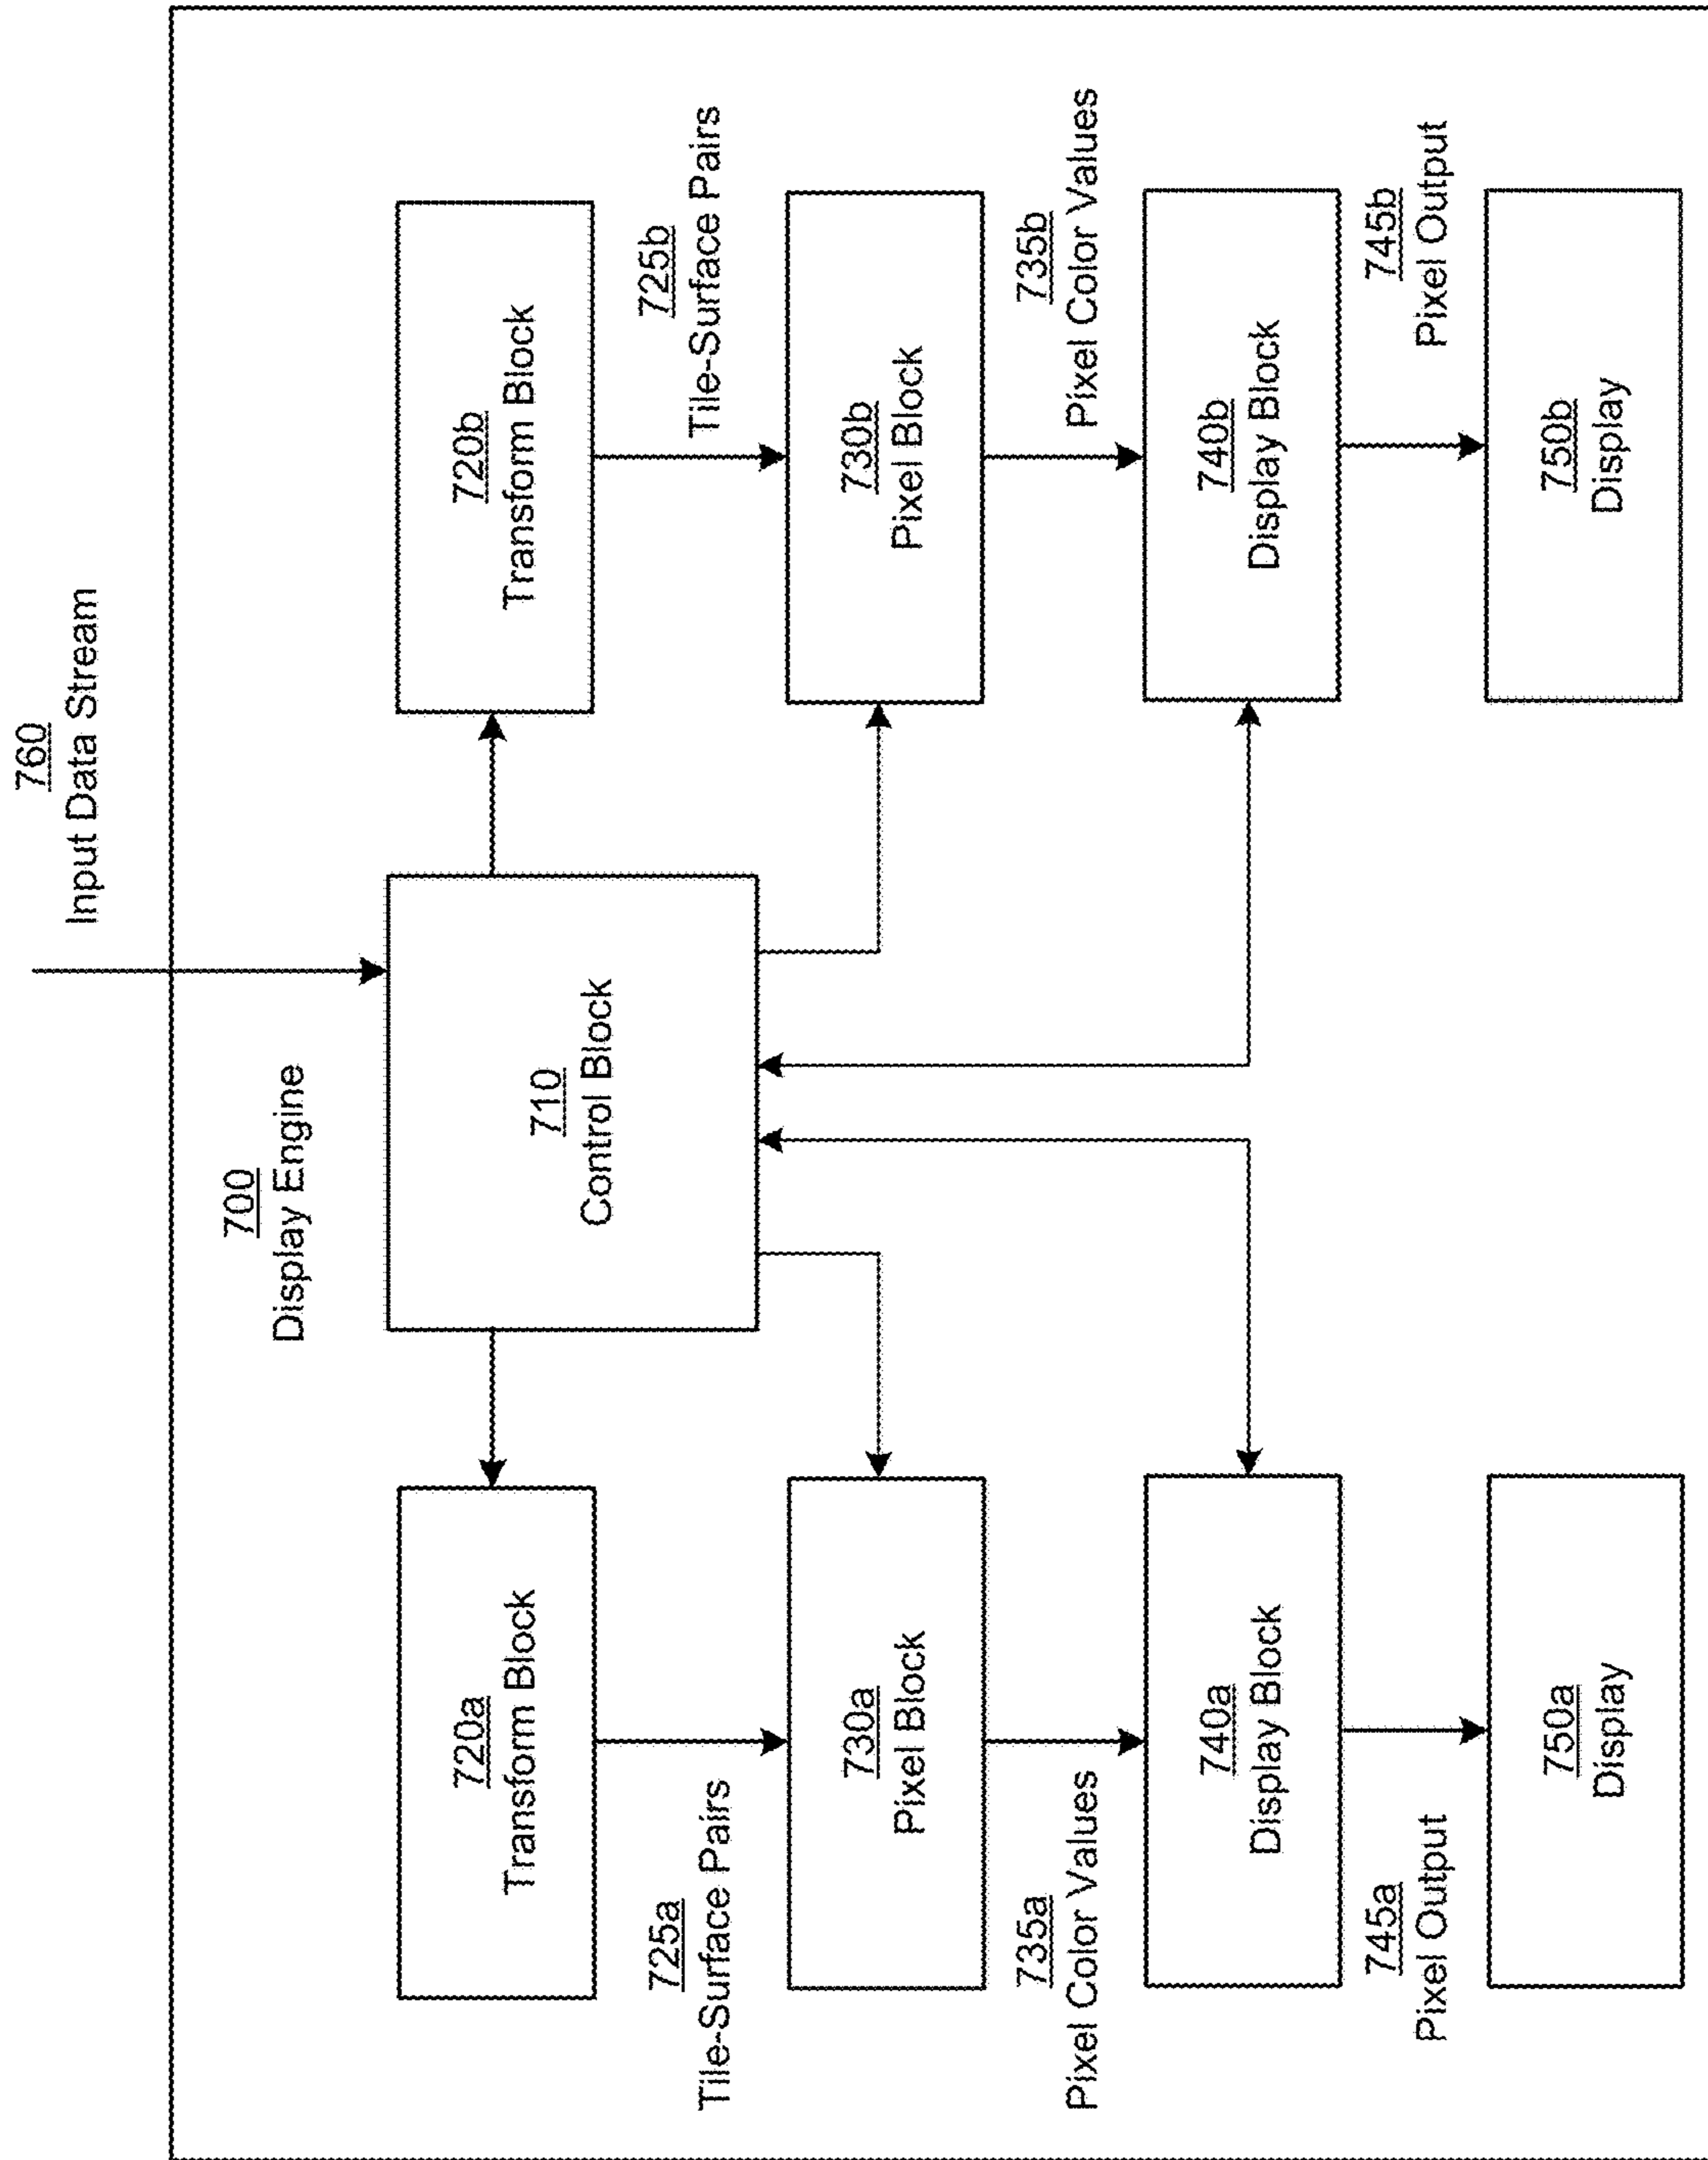 760
Input Data Stream
700
Display Engine
710
Control Block
720a
Transform Block
720b
Transform Block
725a
Tile-Surface Pairs
725b
Tile-Surface Pairs
730a
Pixel Block
730b
Pixel Block
735a
Pixel Color Values
735b
Pixel Color Values
740a
Display Block
740b
Display Block
745a
Pixel Output
745b
Pixel Output
750a
Display
750b
Display